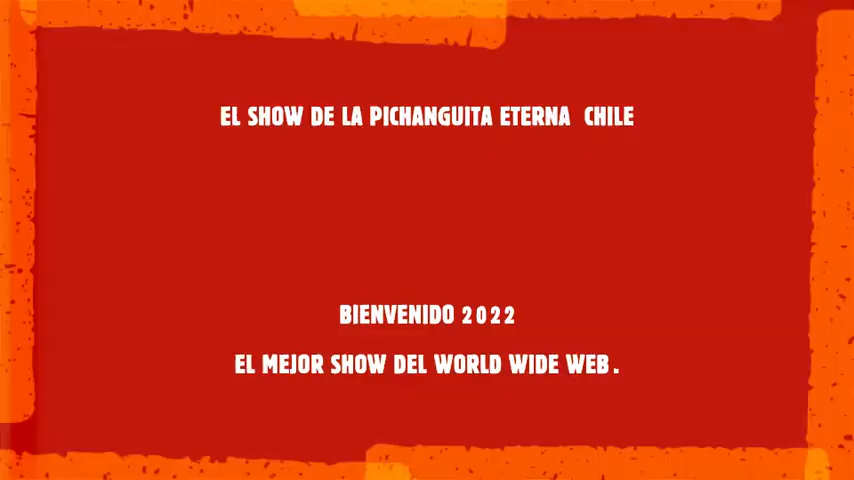 EL SHOW DE LA PICHANGUITA ETERNA CHILE
BIENVENIDO 2022
EL MEJOR SHOW DEL WORLD WIDE WEB.